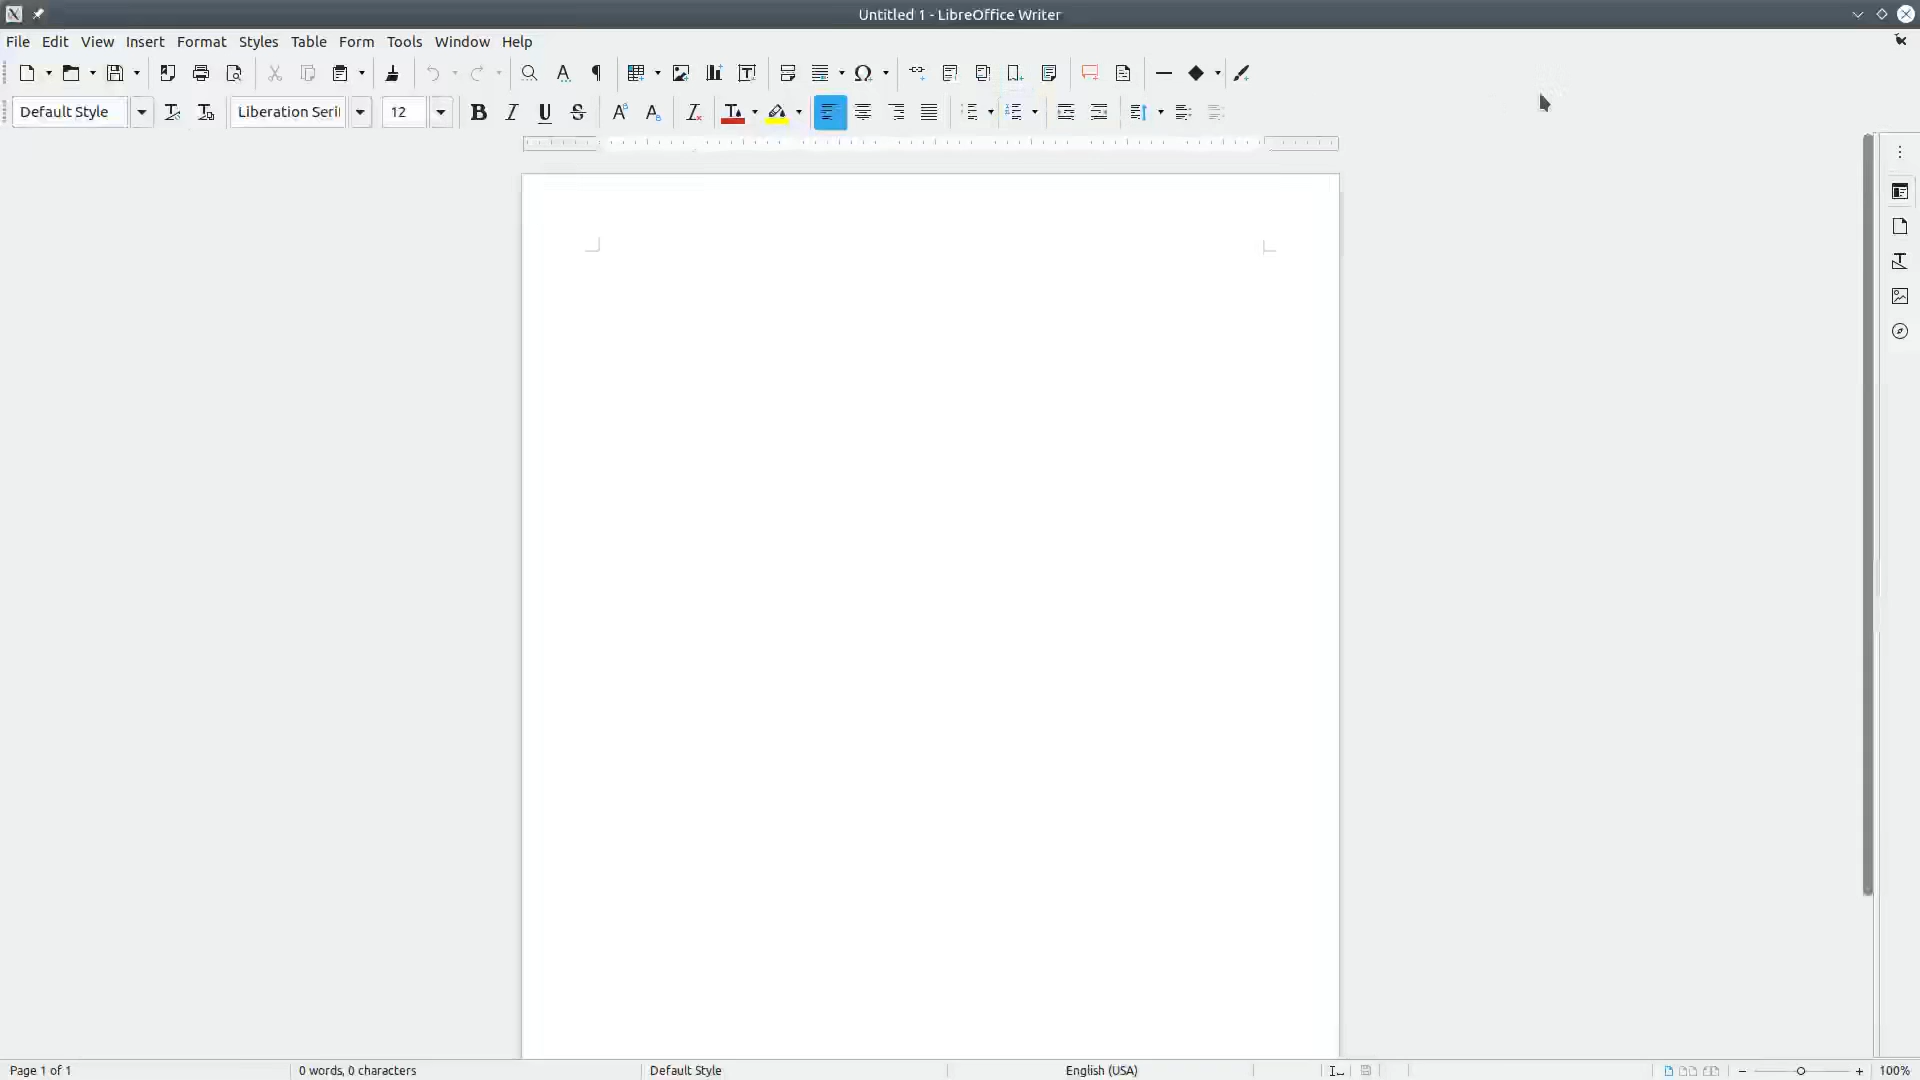 Untitled 1 - LibreOffice Writer
File Edit View Insert Format Styles Table Form Tools Window Help
Default Style Liberation Seri 12
Page 1 of 1 0 words, 0 characters Default Style English (USA) 100%